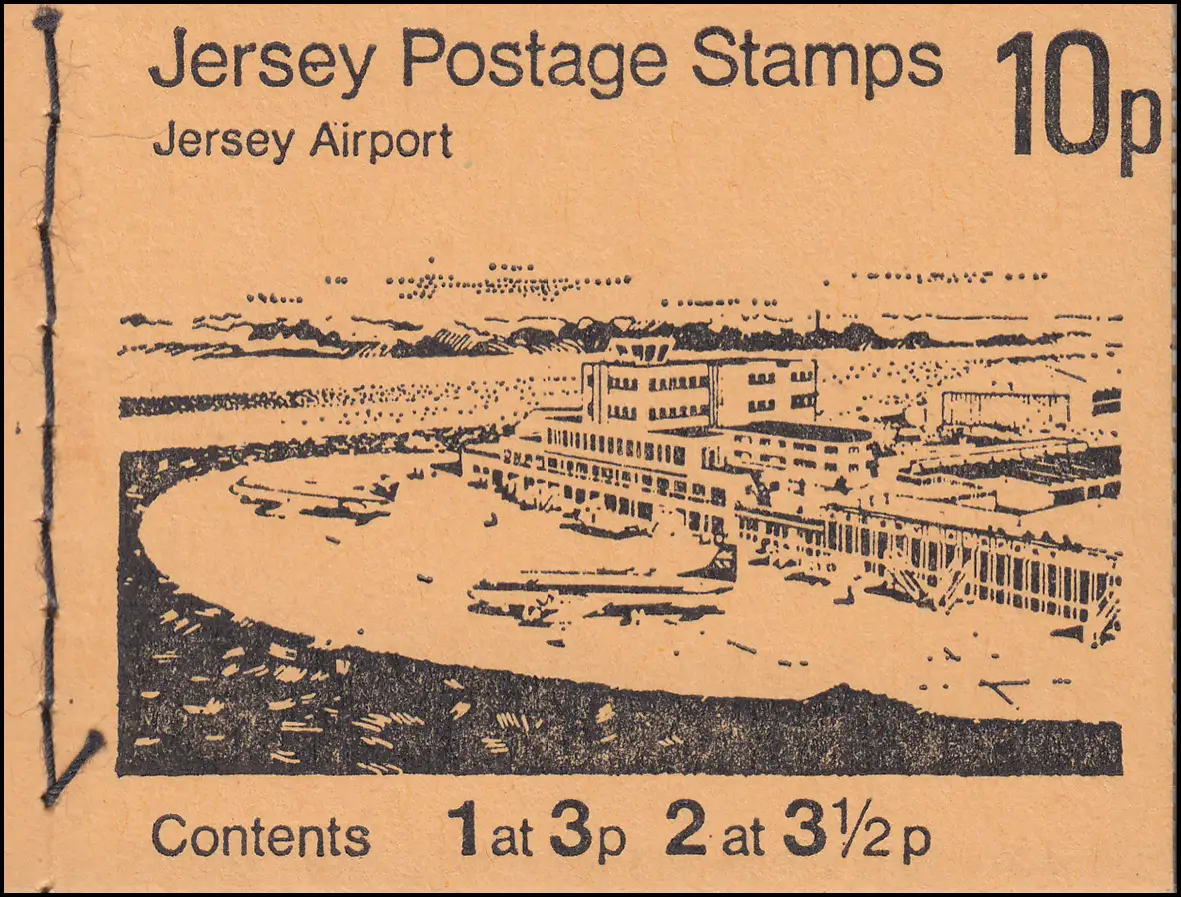 Jersey Postage Stamps 10p
Jersey Airport
Contents 1 at 3p 2 at 3½p